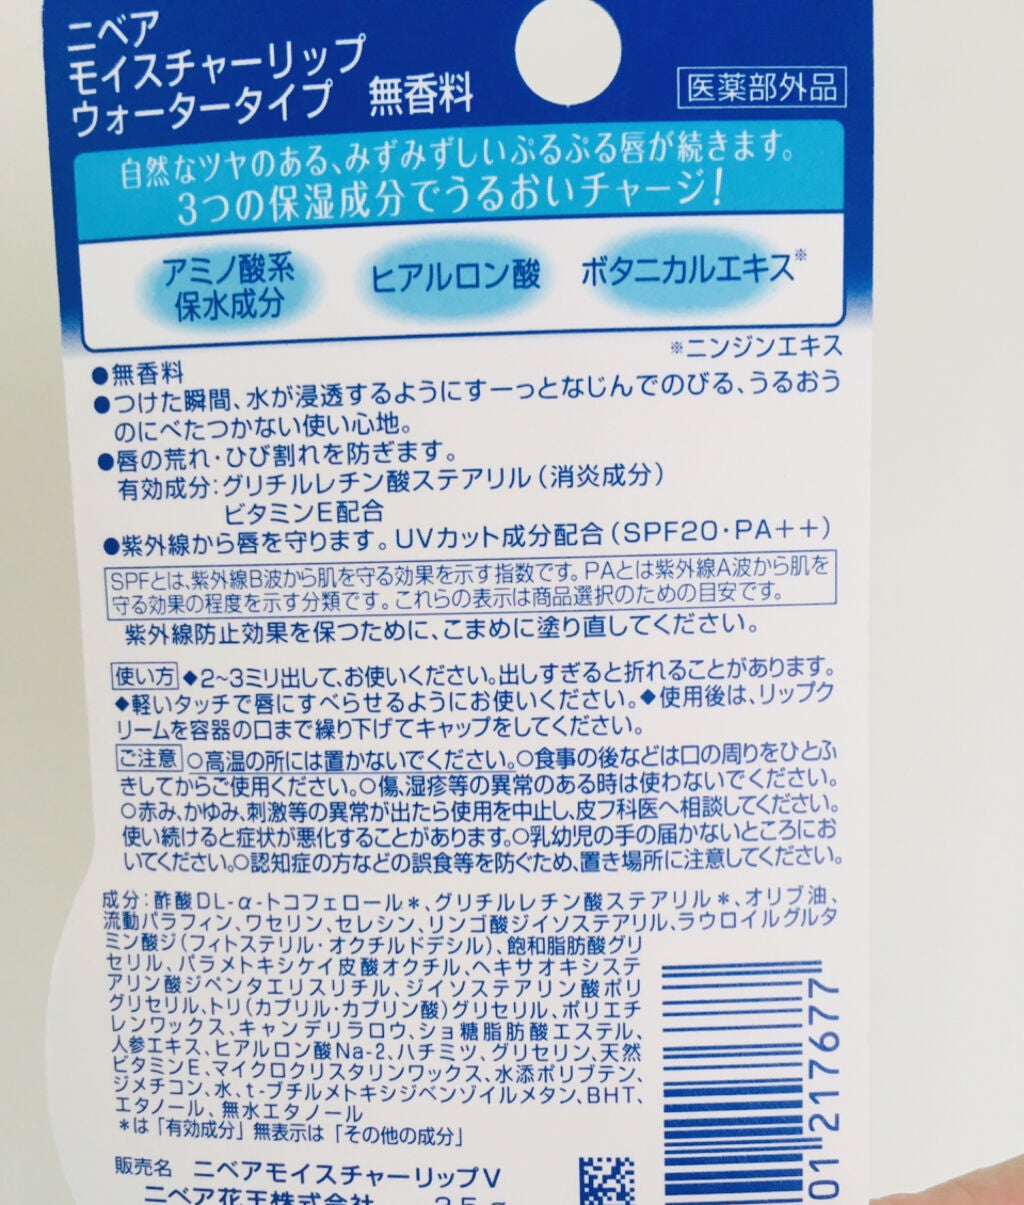 ニベア
モイスチャーリップ
ウォータータイプ 無香料
医薬部外品
自然なツヤのある、みずみずしいぷるぷる唇が続きます。
3つの保湿成分でうるおいチャージ!
アミノ酸系
保水成分
ヒアルロン酸
ボタニカルエキス※
※ニンジンエキス
●無香料
●つけた瞬間、水が浸透するようにすーっとなじんでのびる、うるおう
のにべたつかない使い心地。
●唇の荒れ・ひび割れを防ぎます。
有効成分:グリチルレチン酸ステアリル(消炎成分)
ビタミンE配合
●紫外線から唇を守ります。UVカット成分配合(SPF20・PA++)
SPFとは、紫外線B波から肌を守る効果を示す指数です。PAとは紫外線A波から肌を
守る効果の程度を示す分類です。これらの表示は商品選択のための目安です。
紫外線防止効果を保つために、こまめに塗り直してください。
使い方 ◆2~3ミリ出して、お使いください。出しすぎると折れることがあります。
◆軽いタッチで唇にすべらせるようにお使いください。◆使用後は、リップク
リームを容器の口まで繰り下げてキャップをしてください。
ご注意 ○高温の所には置かないでください。○食事の後などは口の周りをひとふ
きしてからご使用ください。○傷、湿疹等の異常のある時は使わないでください。
○赤み、かゆみ、刺激等の異常が出たら使用を中止し、皮フ科医へ相談してください。
使い続けると症状が悪化することがあります。○乳幼児の手の届かないところにお
いてください。○認知症の方などの誤食等を防ぐため、置き場所に注意してください。
成分:酢酸DL-α-トコフェロール*、グリチルレチン酸ステアリル*、オリブ油、
流動パラフィン、ワセリン、セレシン、リンゴ酸ジイソステアリル、ラウロイルグルタ
ミン酸ジ(フィトステリル・オクチルドデシル)、飽和脂肪酸グリ
セリル、パラメトキシケイ皮酸オクチル、ヘキサオキシステ
アリン酸ジペンタエリスリチル、ジイソステアリン酸ポリ
グリセリル、トリ(カプリル・カプリン酸)グリセリル、ポリエチ
レンワックス、キャンデリラロウ、ショ糖脂肪酸エステル、
人参エキス、ヒアルロン酸Na-2、ハチミツ、グリセリン、天然
ビタミンE、マイクロクリスタリンワックス、水添ポリブテン、
ジメチコン、水、t-ブチルメトキシジベンゾイルメタン、BHT、
エタノール、無水エタノール
*は「有効成分」無表示は「その他の成分」
販売名 ニベアモイスチャーリップV
ニベア花王株式会社 3.5g
01217677